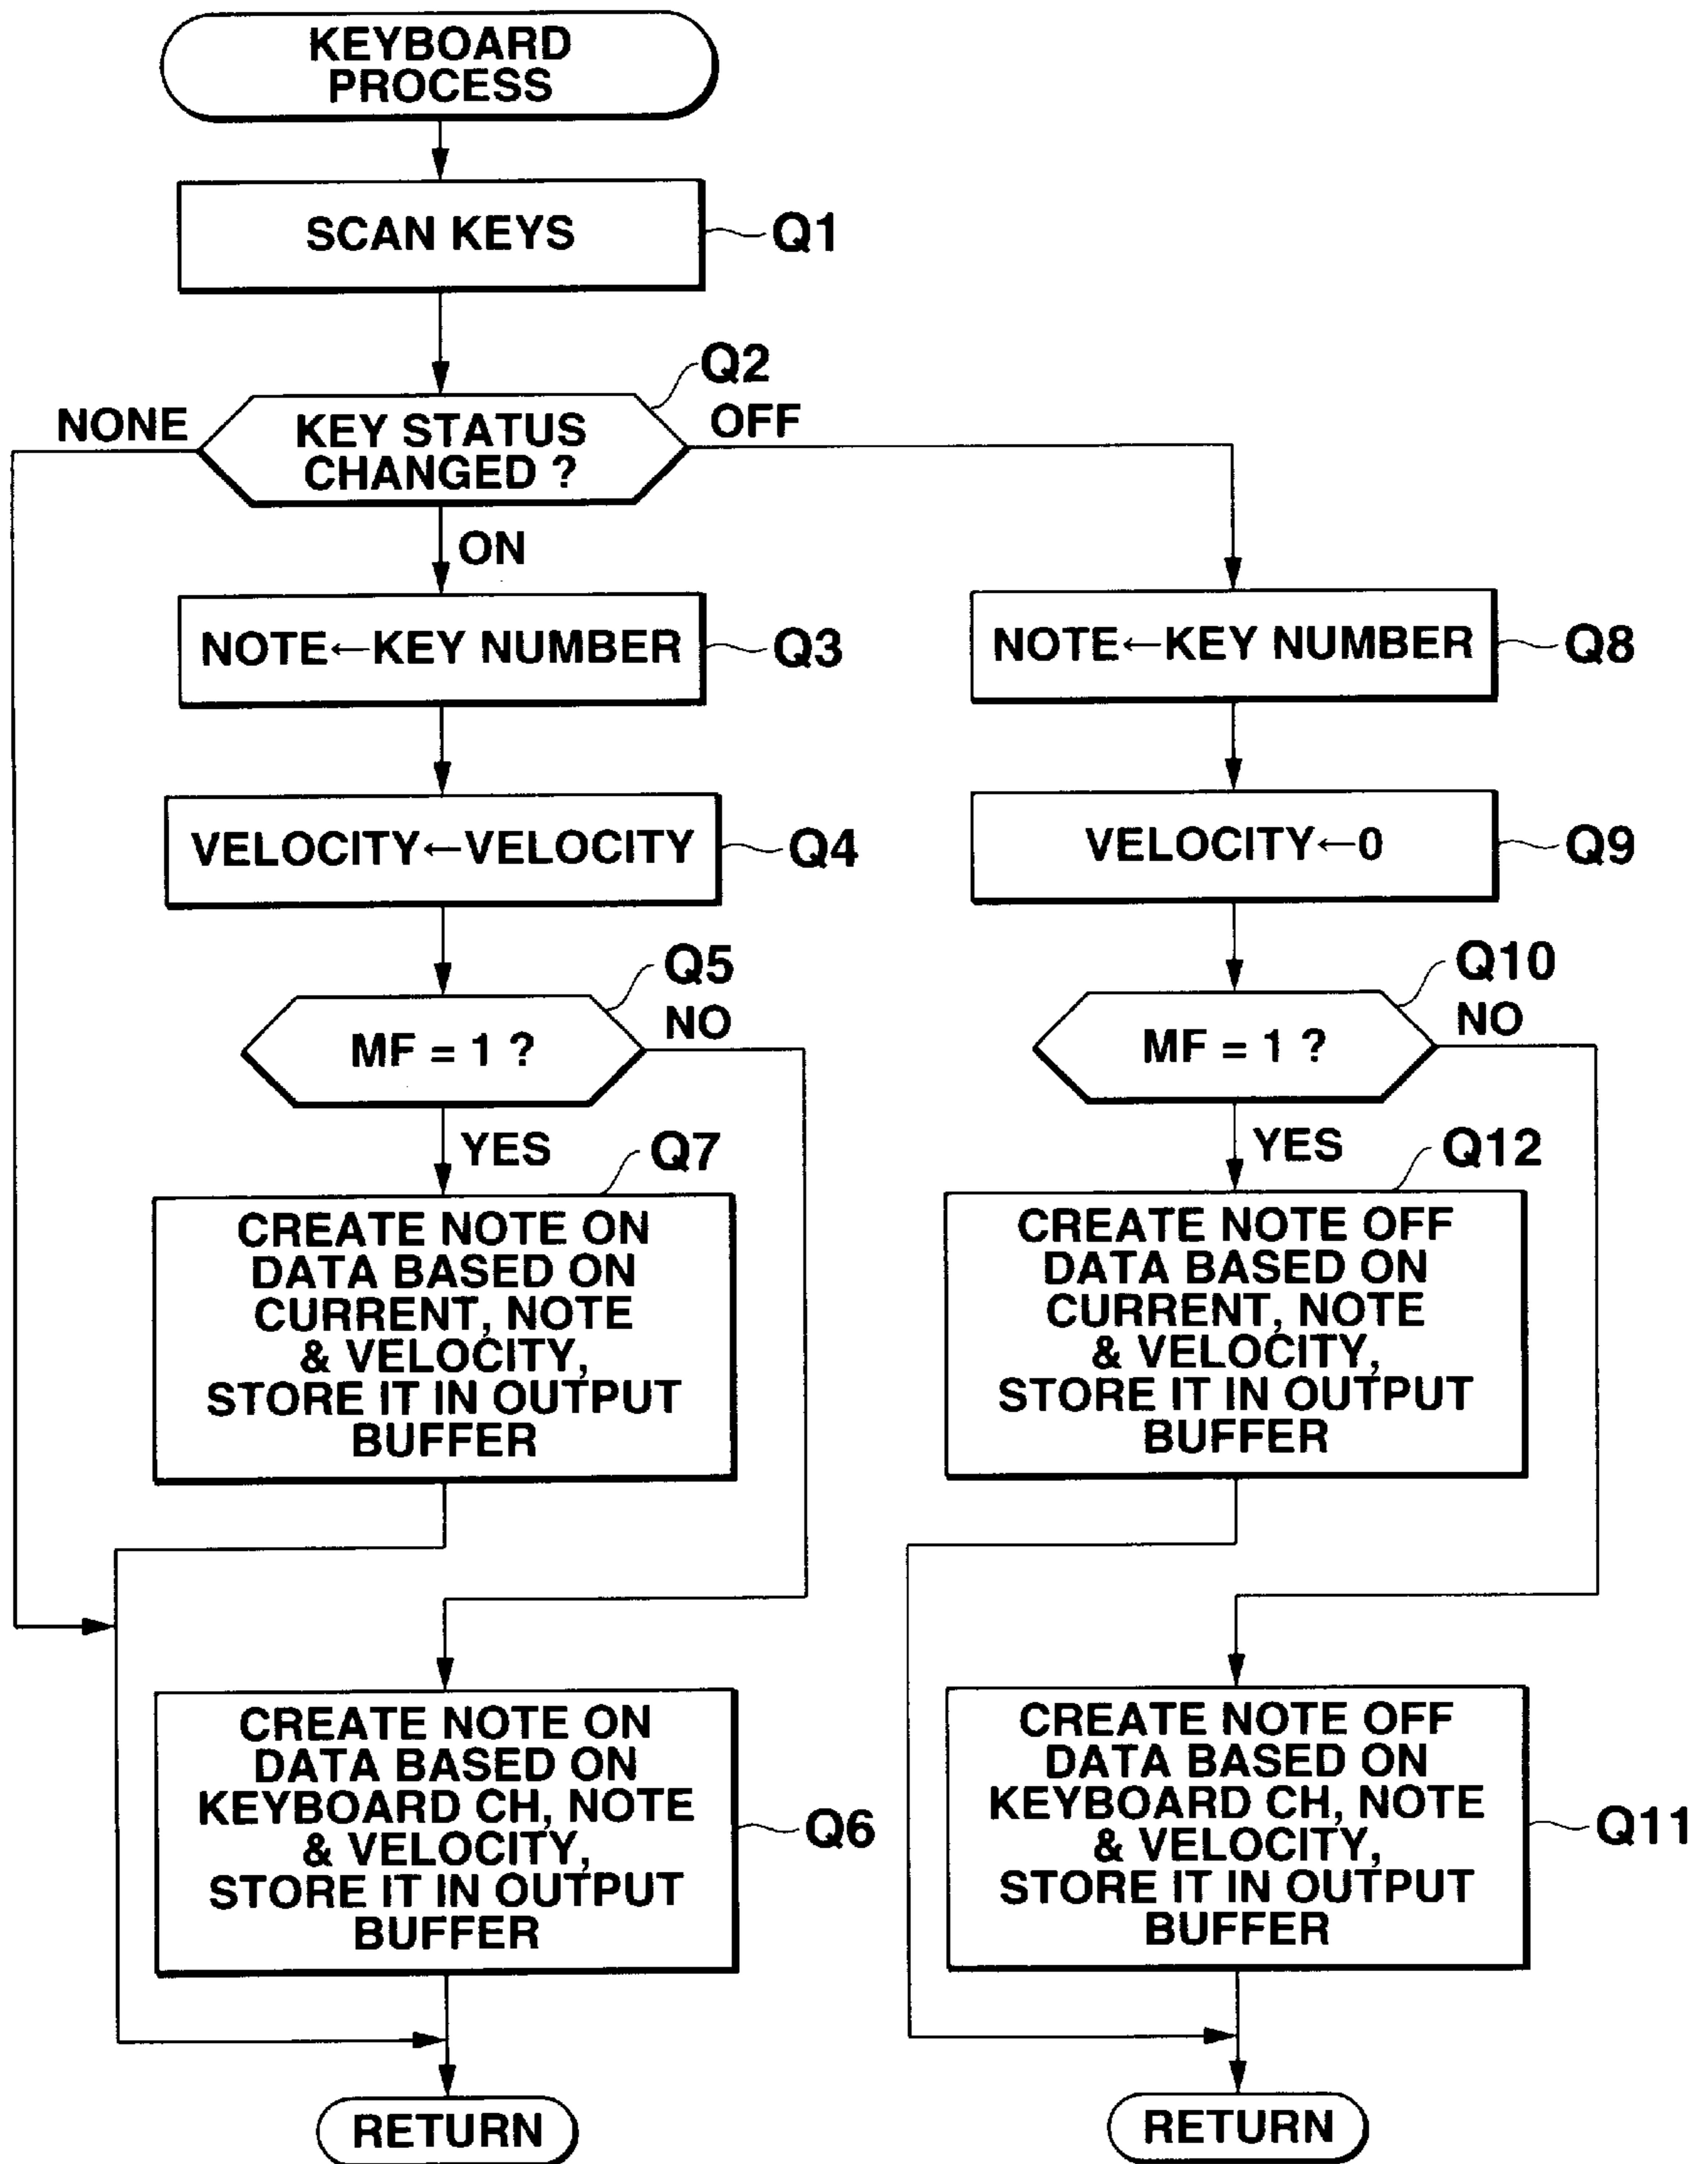 KEYBOARD
PROCESS
SCAN KEYS
Q1
Q2
NONE
KEY STATUS
CHANGED ?
OFF
ON
NOTE←KEY NUMBER
Q3
VELOCITY←VELOCITY
Q4
Q5
MF = 1 ?
NO
YES
Q7
CREATE NOTE ON
DATA BASED ON
CURRENT, NOTE
& VELOCITY,
STORE IT IN OUTPUT
BUFFER
CREATE NOTE ON
DATA BASED ON
KEYBOARD CH, NOTE
& VELOCITY,
STORE IT IN OUTPUT
BUFFER
Q6
RETURN
NOTE←KEY NUMBER
Q8
VELOCITY←0
Q9
Q10
MF = 1 ?
NO
YES
Q12
CREATE NOTE OFF
DATA BASED ON
CURRENT, NOTE
& VELOCITY,
STORE IT IN OUTPUT
BUFFER
CREATE NOTE OFF
DATA BASED ON
KEYBOARD CH, NOTE
& VELOCITY,
STORE IT IN OUTPUT
BUFFER
Q11
RETURN